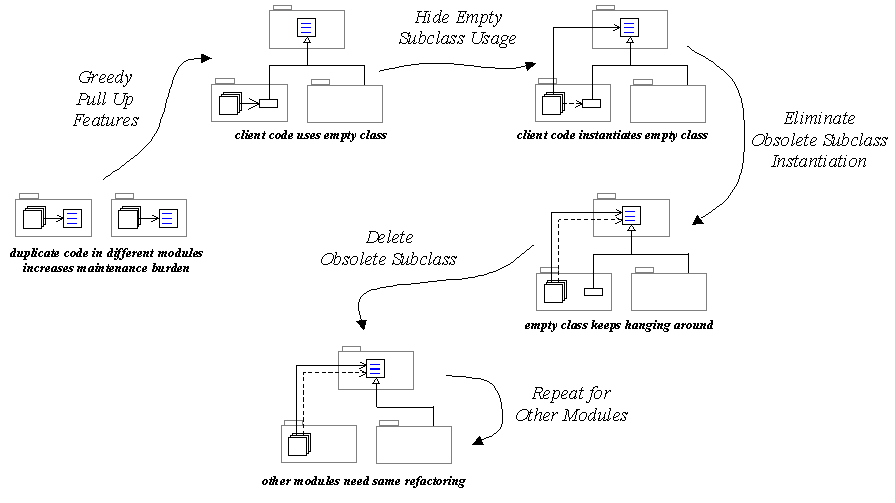 Hide Empty
Subclass Usage
Greedy
Pull Up
Features
client code uses empty class
client code instantiates empty class
Eliminate
Obsolete Subclass
Instantiation
duplicate code in different modules
increases maintenance burden
Delete
Obsolete Subclass
empty class keeps hanging around
Repeat for
Other Modules
other modules need same refactoring